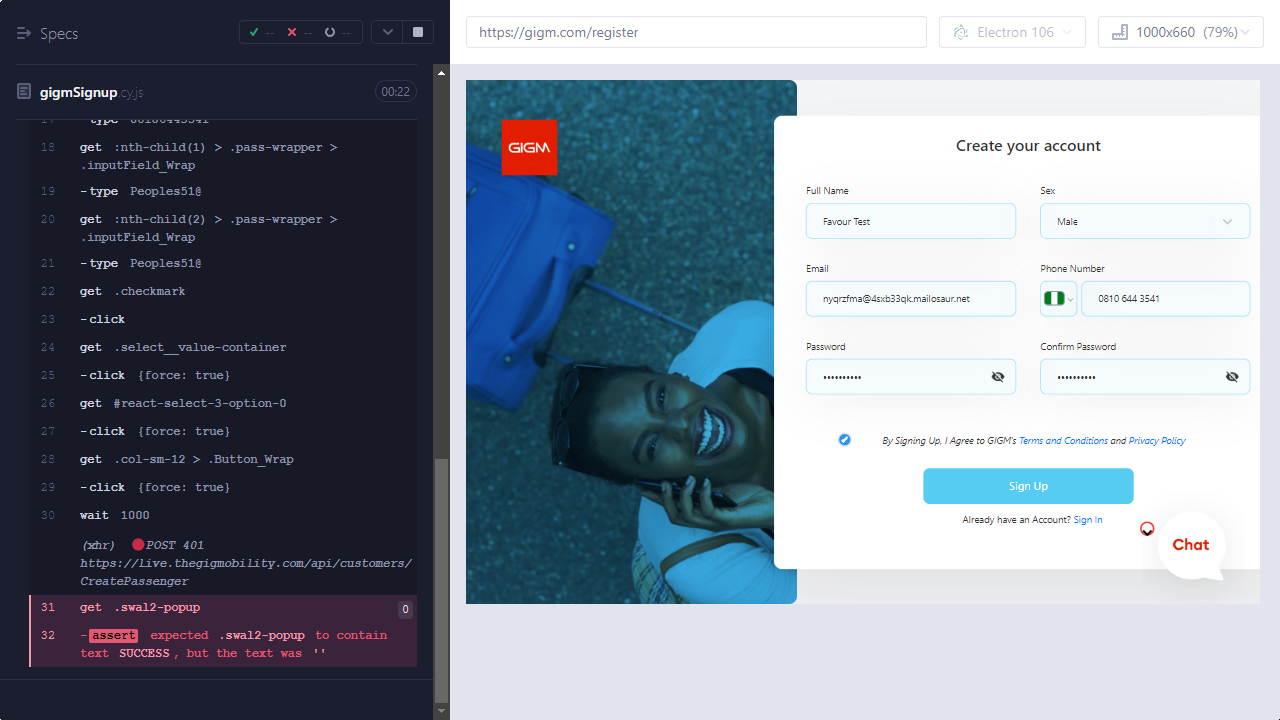 Specs
--
--
--
gigmSignup.cy.js
00:22
18 get :nth-child(1) > .pass-wrapper >
.inputField_Wrap
19 -type Peoples51@
20 get :nth-child(2) > .pass-wrapper >
.inputField_Wrap
21 -type Peoples51@
22 get .checkmark
23 -click
24 get .select__value-container
25 -click {force: true}
26 get #react-select-3-option-0
27 -click {force: true}
28 get .col-sm-12 > .Button_Wrap
29 -click {force: true}
30 wait 1000
(xhr) POST 401
https://live.thegigmobility.com/api/customers/
CreatePassenger
31 get .swal2-popup 0
32 -assert expected .swal2-popup to contain
text SUCCESS, but the text was ''
https://gigm.com/register
Electron 106
1000x660 (79%)
GIGM
Create your account
Full Name
Sex
Favour Test
Male
Email
Phone Number
nyqrzfma@4sxb33qk.mailosaur.net
0810 644 3541
Password
Confirm Password
By Signing Up, I Agree to GIGM's Terms and Conditions and Privacy Policy
Sign Up
Already have an Account? Sign In
Chat